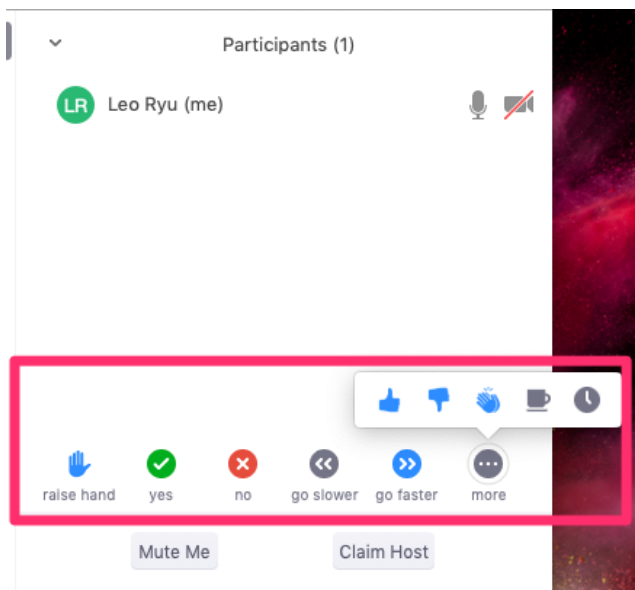 Participants (1)
LR Leo Ryu (me)
raise hand yes no go slower go faster more
Mute Me Claim Host